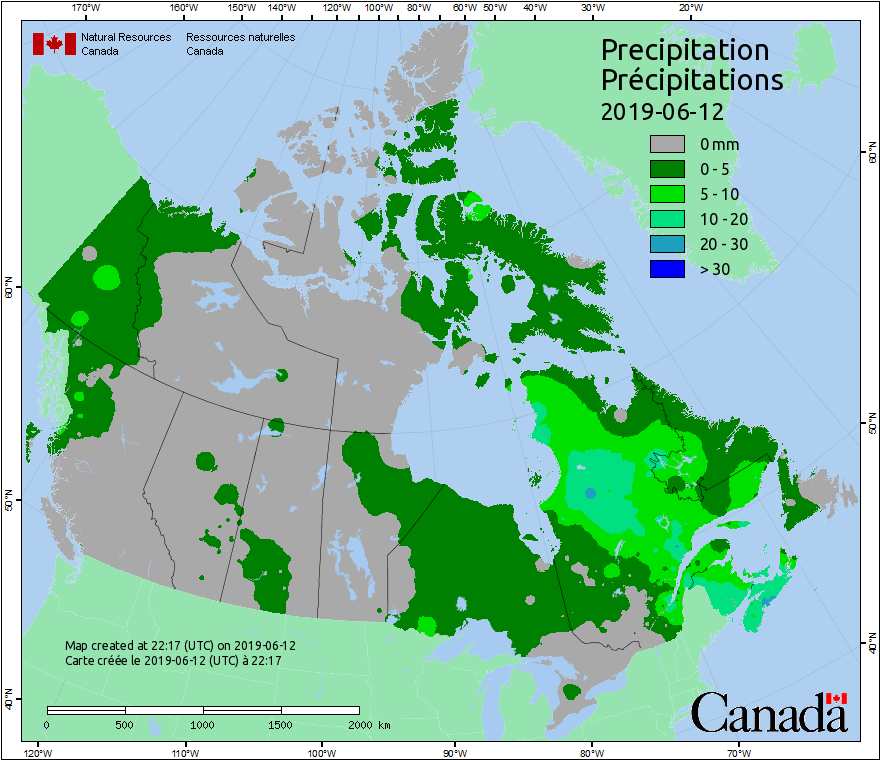 170°W 160°W 150°W 140°W 120°W 100°W 80°W 60°W 50°W 40°W 30°W 20°W
Natural Resources Ressources naturelles
Canada Canada
Precipitation
Précipitations
2019-06-12
0 mm
0 - 5
5 - 10
10 - 20
20 - 30
> 30
60°N
60°N
50°N
50°N
40°N
40°N
Map created at 22:17 (UTC) on 2019-06-12
Carte créée le 2019-06-12 (UTC) à 22:17
0 500 1000 1500 2000 km
Canada
120°W 110°W 100°W 90°W 80°W 70°W